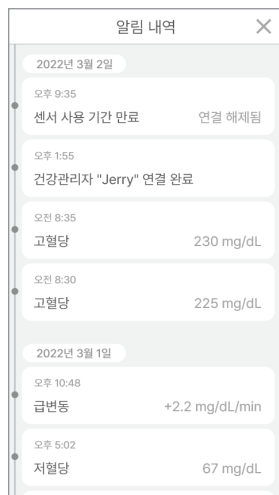 알림 내역
2022년 3월 2일
오후 9:35
센서 사용 기간 만료 연결 해제됨
오후 1:55
건강관리자 "Jerry" 연결 완료
오전 8:35
고혈당 230 mg/dL
오전 8:30
고혈당 225 mg/dL
2022년 3월 1일
오후 10:48
급변동 +2.2 mg/dL/min
오후 5:02
저혈당 67 mg/dL